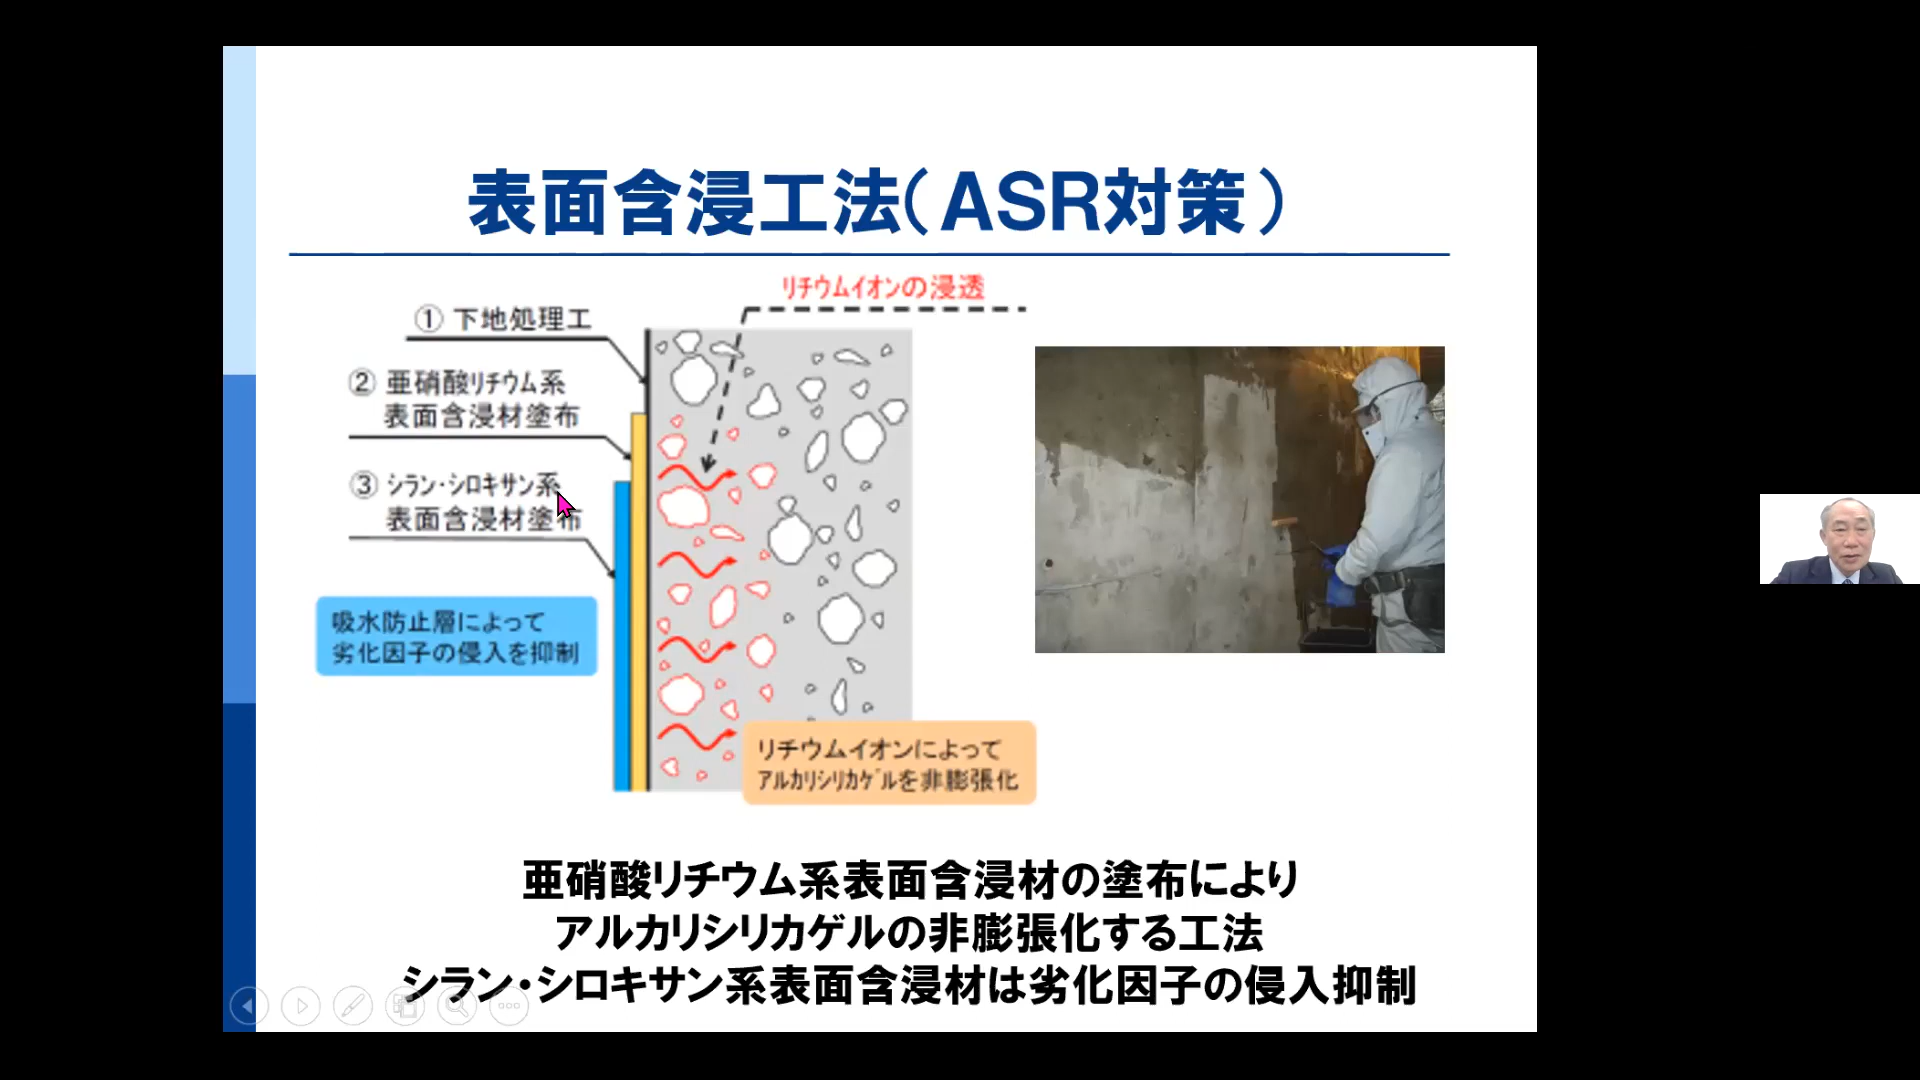 表面含浸工法(ASR対策)
リチウムイオンの浸透
① 下地処理工
② 亜硝酸リチウム系
表面含浸材塗布
③ シラン・シロキサン系
表面含浸材塗布
吸水防止層によって
劣化因子の侵入を抑制
リチウムイオンによって
アルカリシリカゲルを非膨張化
亜硝酸リチウム系表面含浸材の塗布により
アルカリシリカゲルの非膨張化する工法
シラン・シロキサン系表面含浸材は劣化因子の侵入抑制